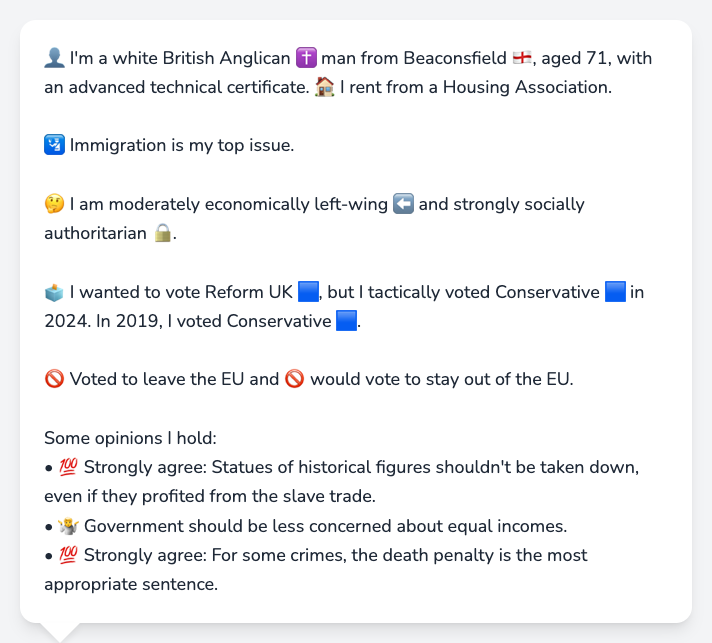 👤 I'm a white British Anglican ✝️ man from Beaconsfield 🏴󠁧󠁢󠁥󠁮󠁧󠁿, aged 71, with
an advanced technical certificate. 🏠 I rent from a Housing Association.
🛂 Immigration is my top issue.
🤔 I am moderately economically left-wing ⬅️ and strongly socially
authoritarian 🔒.
🗳️ I wanted to vote Reform UK 🟦, but I tactically voted Conservative 🟦 in
2024. In 2019, I voted Conservative 🟦.
🚫 Voted to leave the EU and 🚫 would vote to stay out of the EU.
Some opinions I hold:
• 💯 Strongly agree: Statues of historical figures shouldn't be taken down,
even if they profited from the slave trade.
• 🤷 Government should be less concerned about equal incomes.
• 💯 Strongly agree: For some crimes, the death penalty is the most
appropriate sentence.